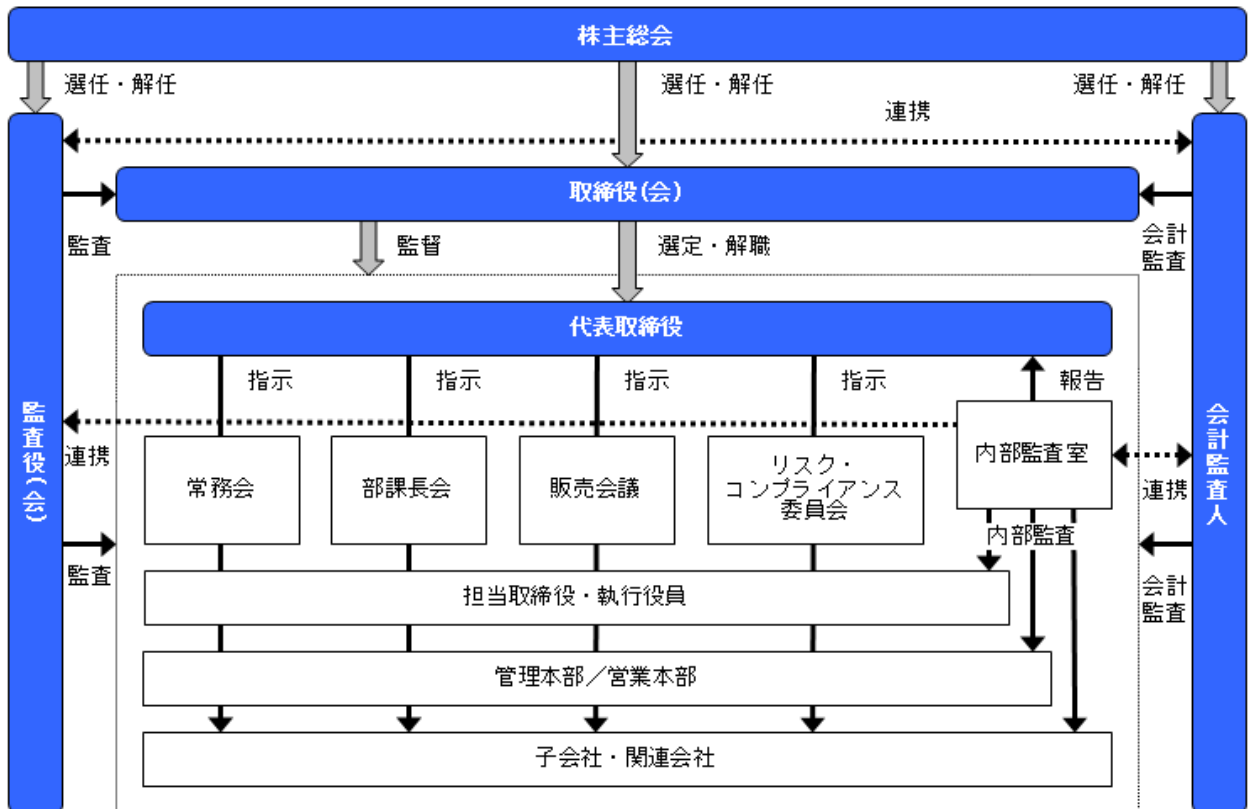 株主総会
選任・解任
選任・解任
選任・解任
連携
取締役(会)
監査
監督
選定・解職
会計
監査
代表取締役
指示
指示
指示
指示
報告
監査役(会)
会計監査人
連携
常務会
部課長会
販売会議
リスク・
コンプライアンス
委員会
内部監査室
連携
内部監査
監査
担当取締役・執行役員
会計
監査
管理本部／営業本部
子会社・関連会社